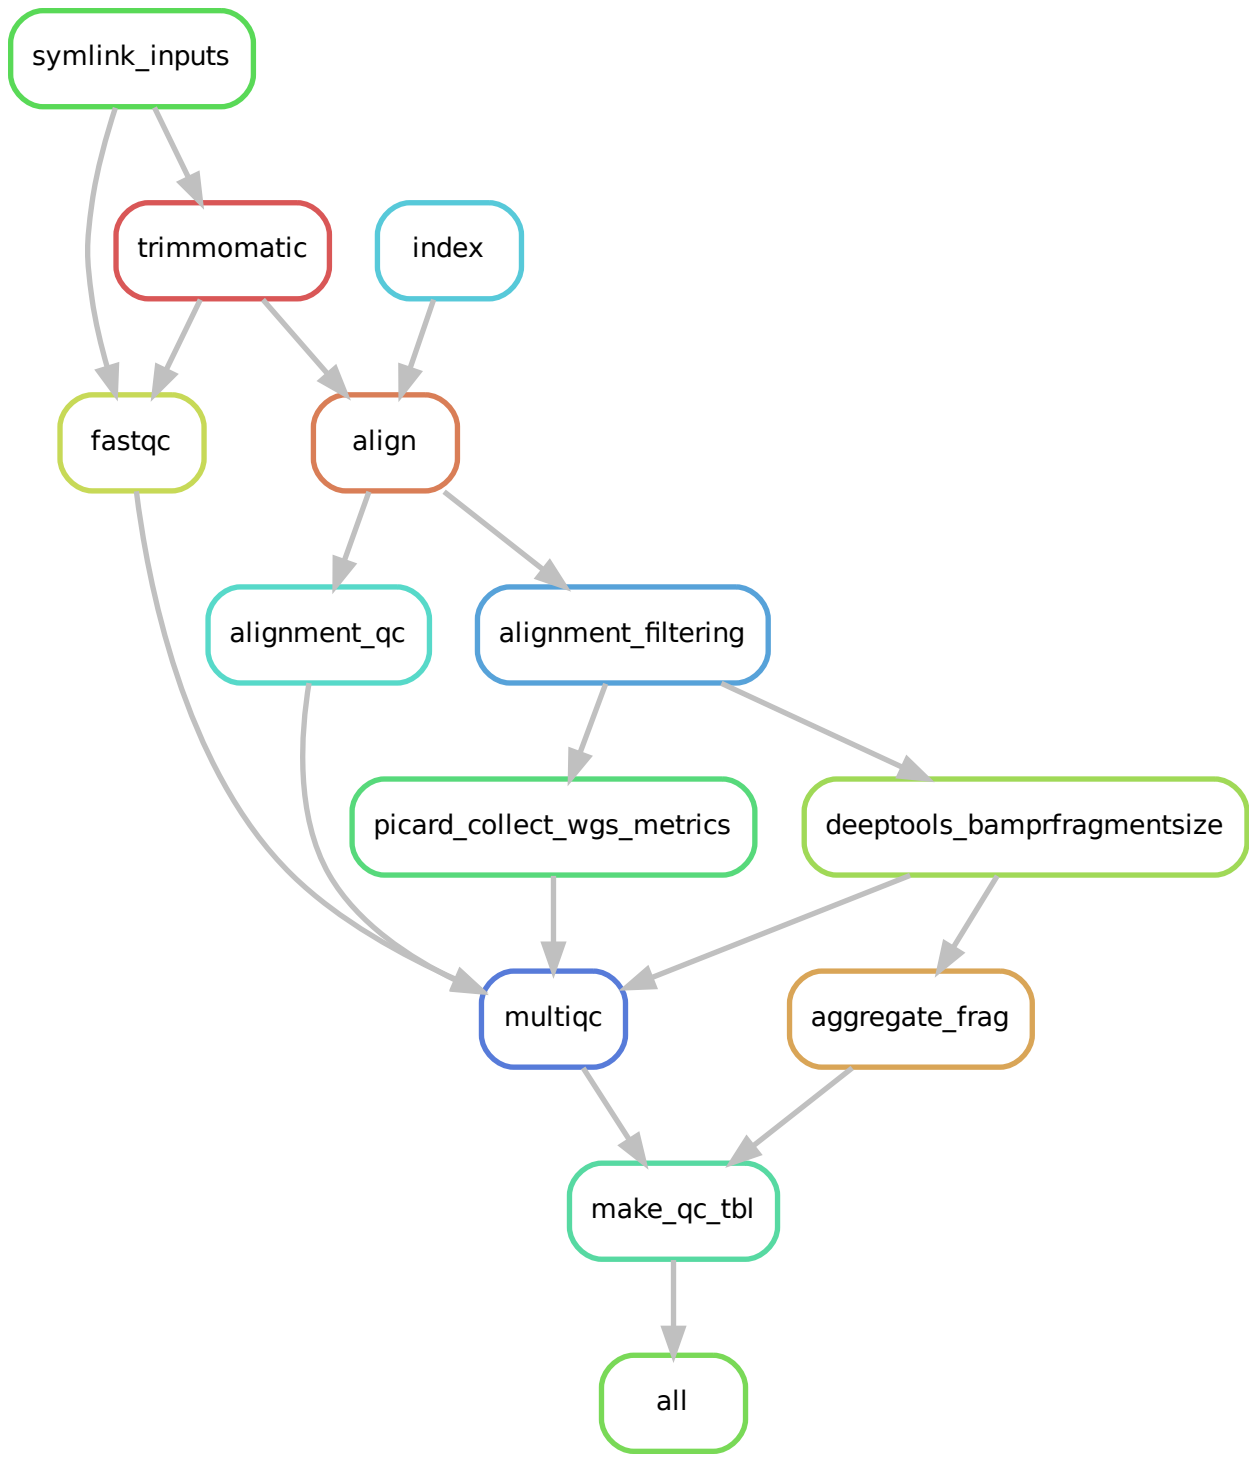 symlink_inputs
trimmomatic
index
fastqc
align
alignment_qc
alignment_filtering
picard_collect_wgs_metrics
deeptools_bamprfragmentsize
multiqc
aggregate_frag
make_qc_tbl
all